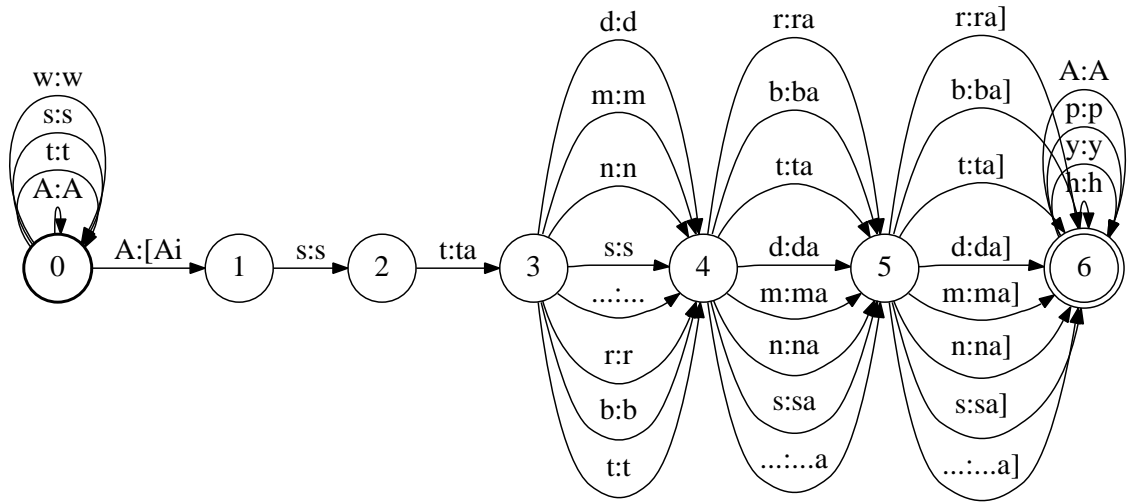 w:w
s:s
t:t
A:A
0
A:[Ai
1
s:s
2
t:ta
3
d:d
m:m
n:n
s:s
...:...
r:r
b:b
t:t
4
r:ra
b:ba
t:ta
d:da
m:ma
n:na
s:sa
...:...a
5
r:ra]
b:ba]
t:ta]
d:da]
m:ma]
n:na]
s:sa]
...:...a]
A:A
p:p
y:y
h:h
6